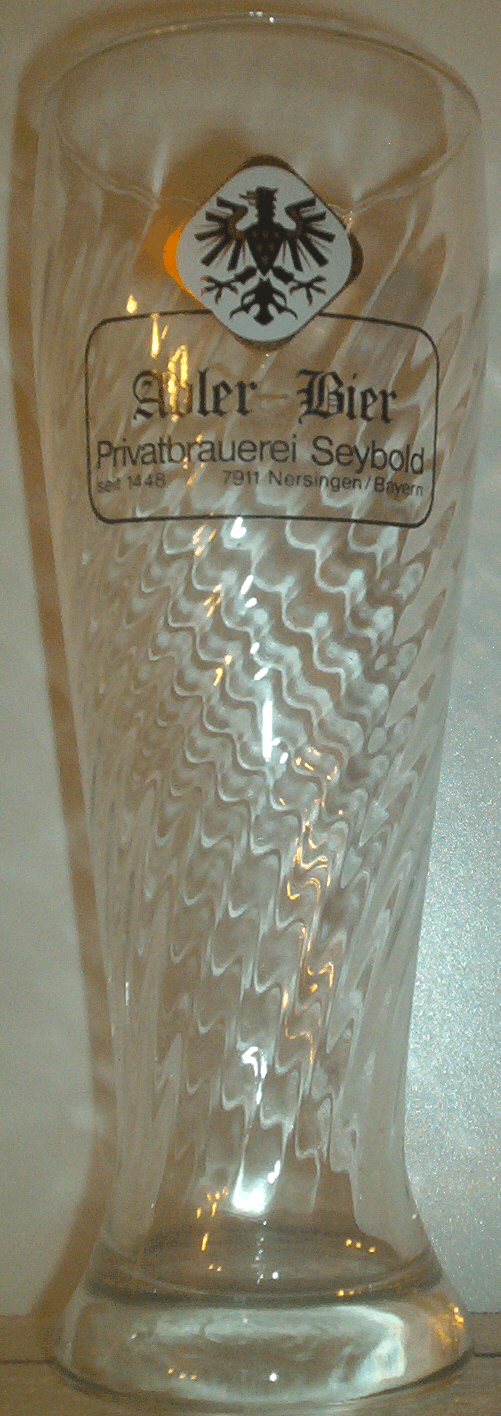 Adler-Bier
Privatbrauerei Seybold
seit 1448 7911 Nersingen/Bayern